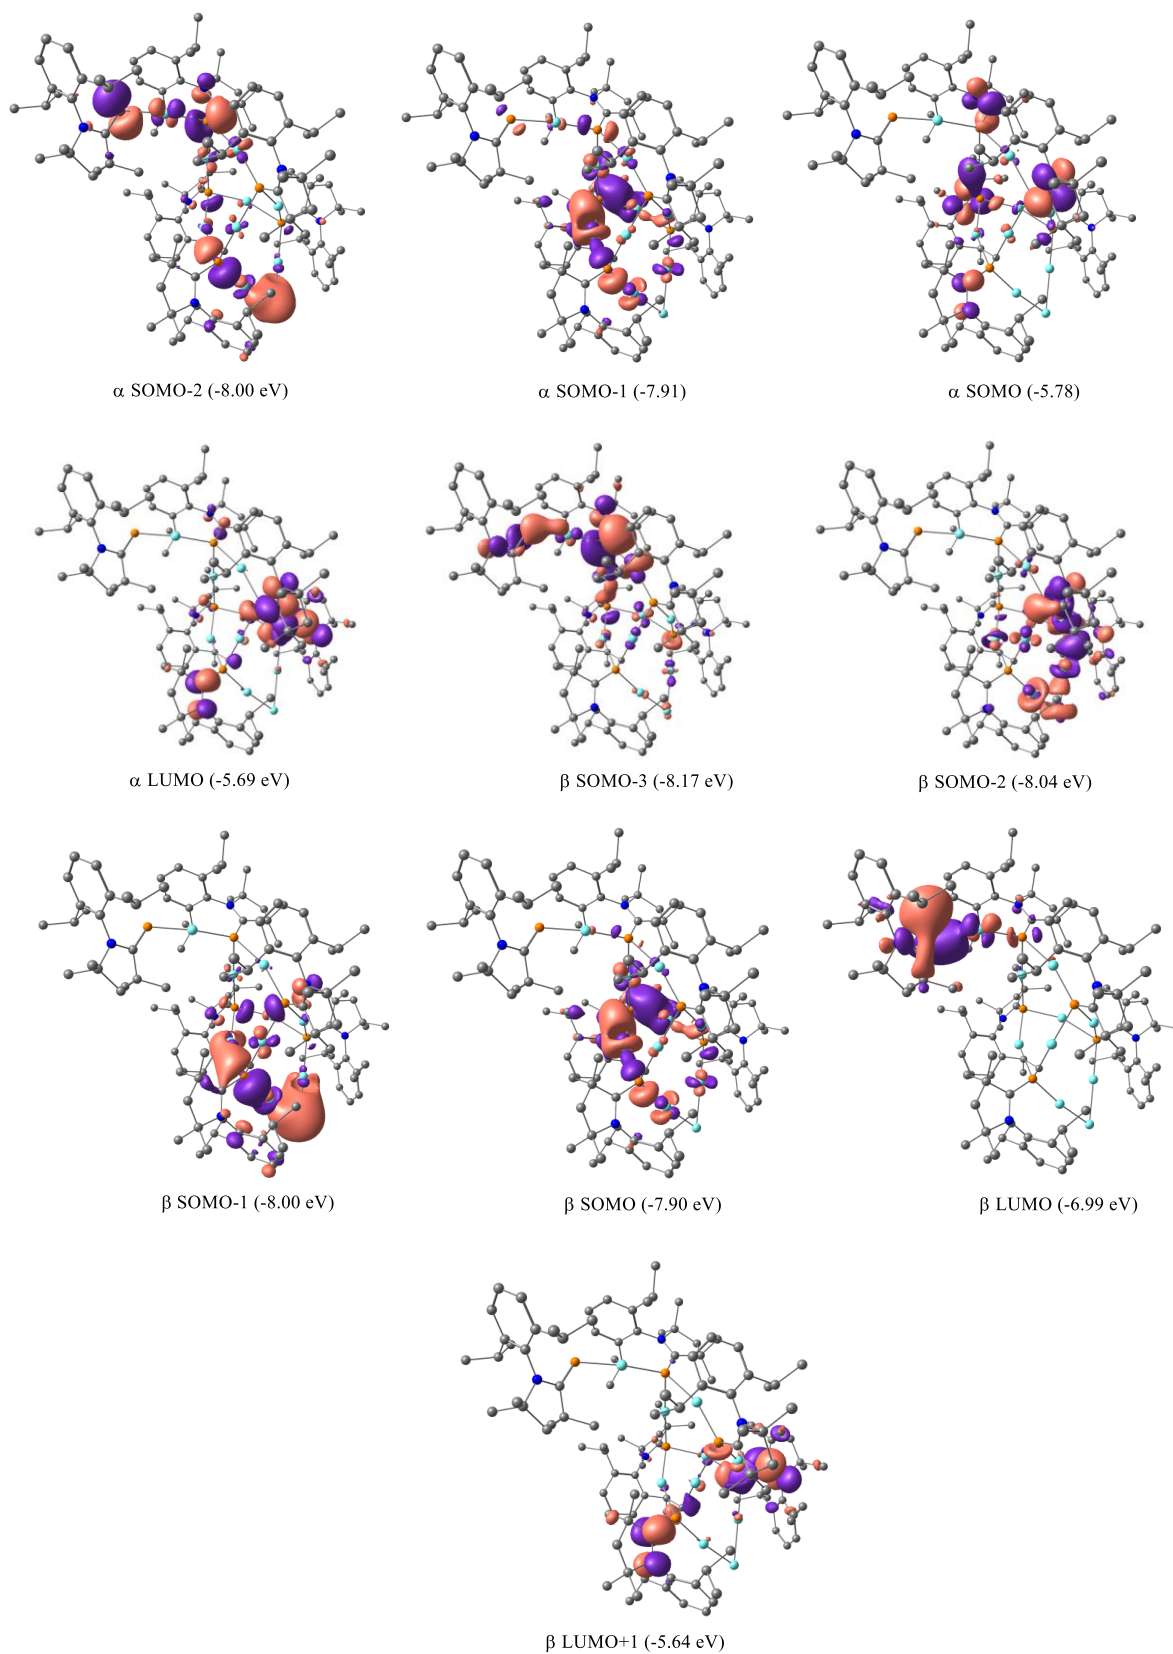 α SOMO-2 (-8.00 eV)
α SOMO-1 (-7.91)
α SOMO (-5.78)
α LUMO (-5.69 eV)
β SOMO-3 (-8.17 eV)
β SOMO-2 (-8.04 eV)
β SOMO-1 (-8.00 eV)
β SOMO (-7.90 eV)
β LUMO (-6.99 eV)
β LUMO+1 (-5.64 eV)